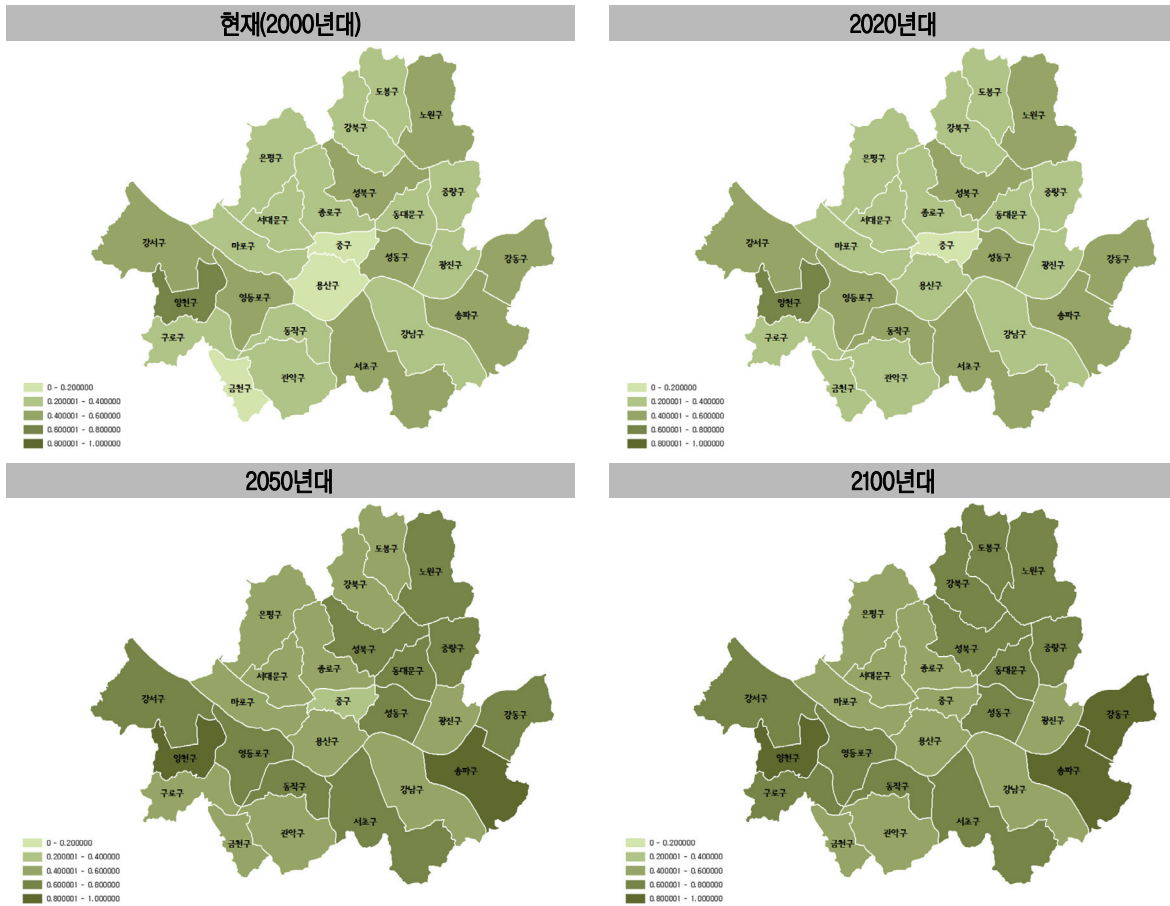 현재(2000년대)
도봉구
노원구
강북구
은평구
성북구
중랑구
서대문구
종로구
동대문구
강서구
마포구
중구
성동구
광진구
강동구
양천구
영등포구
용산구
송파구
구로구
동작구
강남구
금천구
관악구
서초구
0 - 0.200000
0.200001 - 0.400000
0.400001 - 0.600000
0.600001 - 0.800000
0.800001 - 1.000000
2020년대
도봉구
노원구
강북구
은평구
성북구
중랑구
서대문구
종로구
동대문구
강서구
마포구
중구
성동구
광진구
강동구
양천구
영등포구
용산구
송파구
구로구
동작구
강남구
금천구
관악구
서초구
0 - 0.200000
0.200001 - 0.400000
0.400001 - 0.600000
0.600001 - 0.800000
0.800001 - 1.000000
2050년대
도봉구
노원구
강북구
은평구
성북구
중랑구
서대문구
종로구
동대문구
강서구
마포구
중구
성동구
광진구
강동구
양천구
영등포구
용산구
송파구
구로구
동작구
강남구
금천구
관악구
서초구
0 - 0.200000
0.200001 - 0.400000
0.400001 - 0.600000
0.600001 - 0.800000
0.800001 - 1.000000
2100년대
도봉구
노원구
강북구
은평구
성북구
중랑구
서대문구
종로구
동대문구
강서구
마포구
중구
성동구
광진구
강동구
양천구
영등포구
용산구
송파구
구로구
동작구
강남구
금천구
관악구
서초구
0 - 0.200000
0.200001 - 0.400000
0.400001 - 0.600000
0.600001 - 0.800000
0.800001 - 1.000000